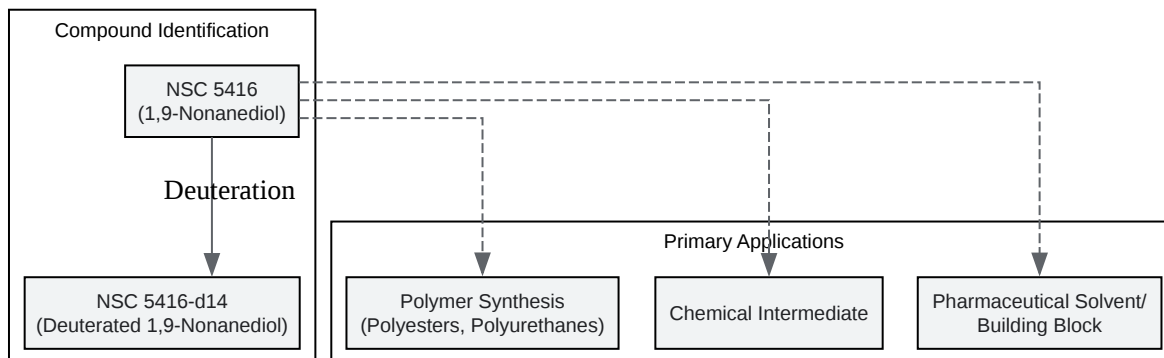 Compound Identification
NSC 5416
(1,9-Nonanediol)
Deuteration
NSC 5416-d14
(Deuterated 1,9-Nonanediol)
Primary Applications
Polymer Synthesis
(Polyesters, Polyurethanes)
Chemical Intermediate
Pharmaceutical Solvent/
Building Block